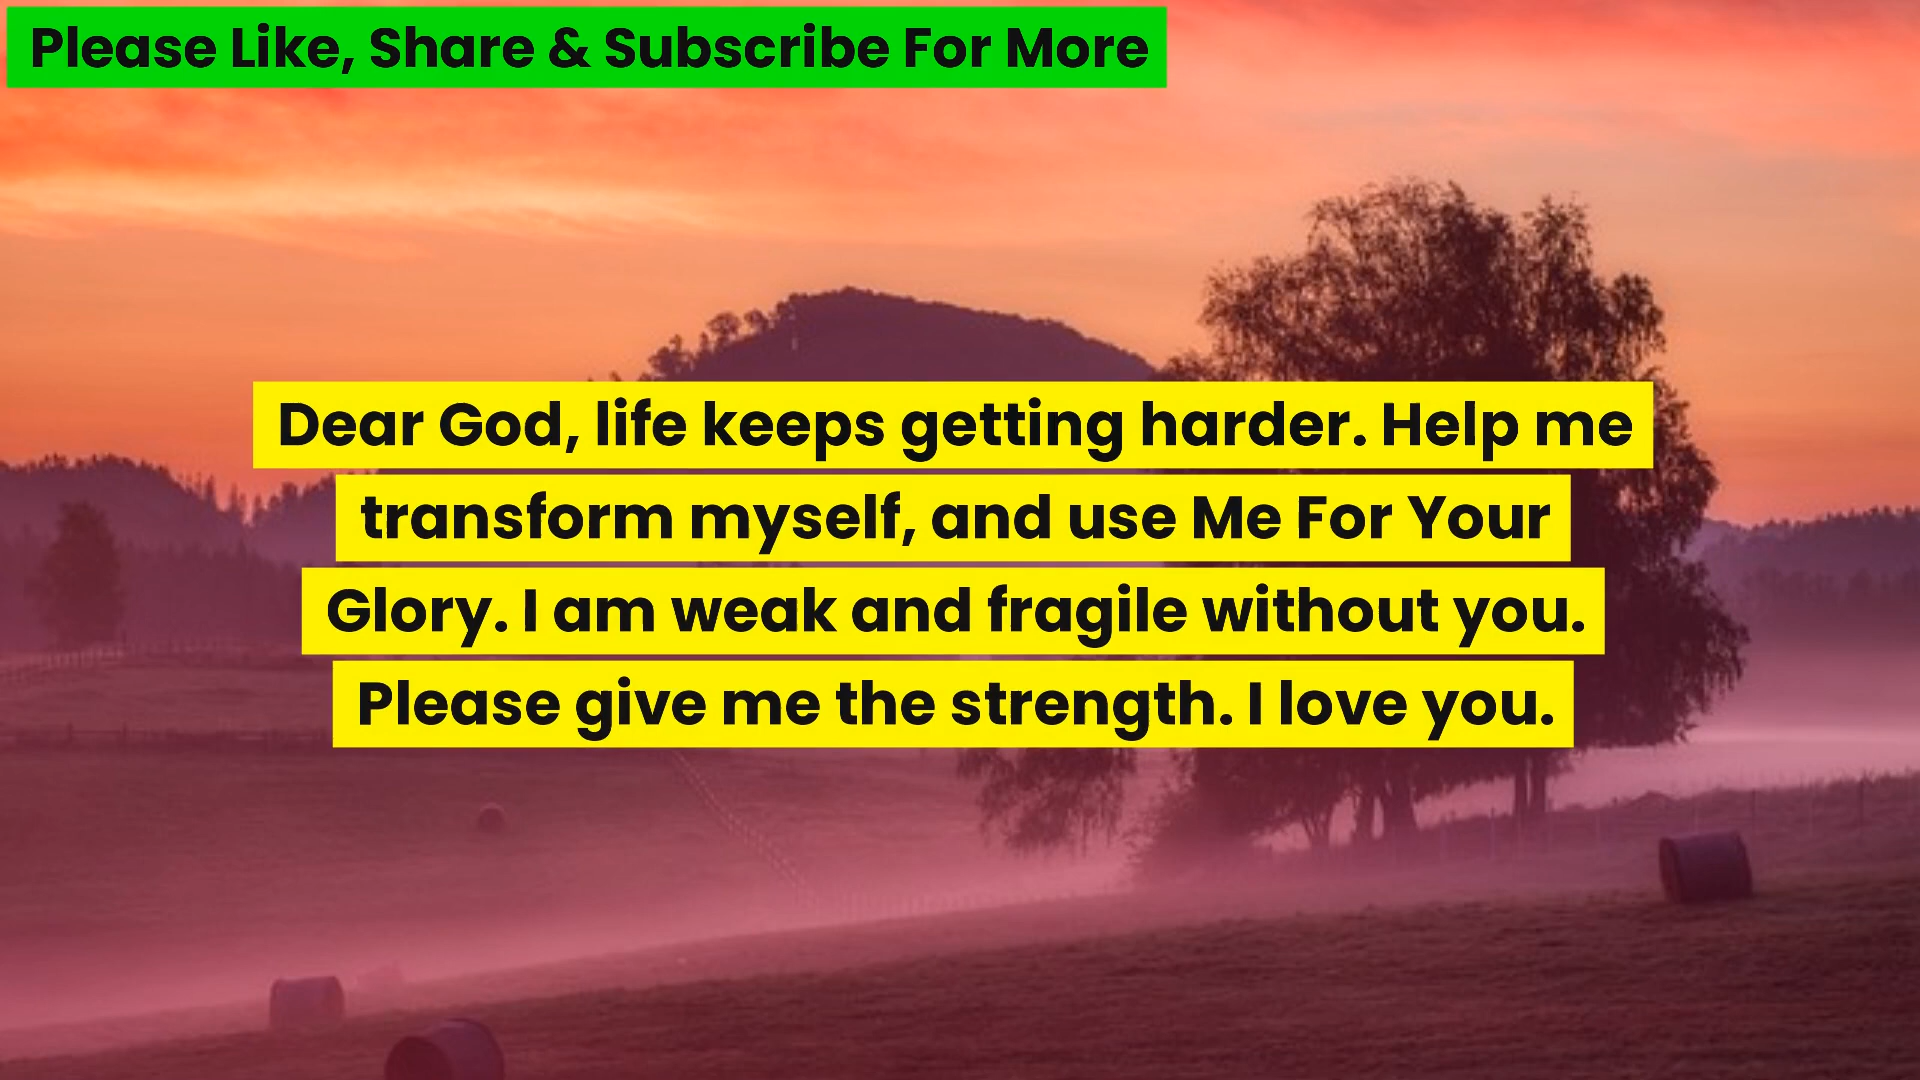 Please Like, Share & Subscribe For More
Dear God, life keeps getting harder. Help me
transform myself, and use Me For Your
Glory. I am weak and fragile without you.
Please give me the strength. I love you.